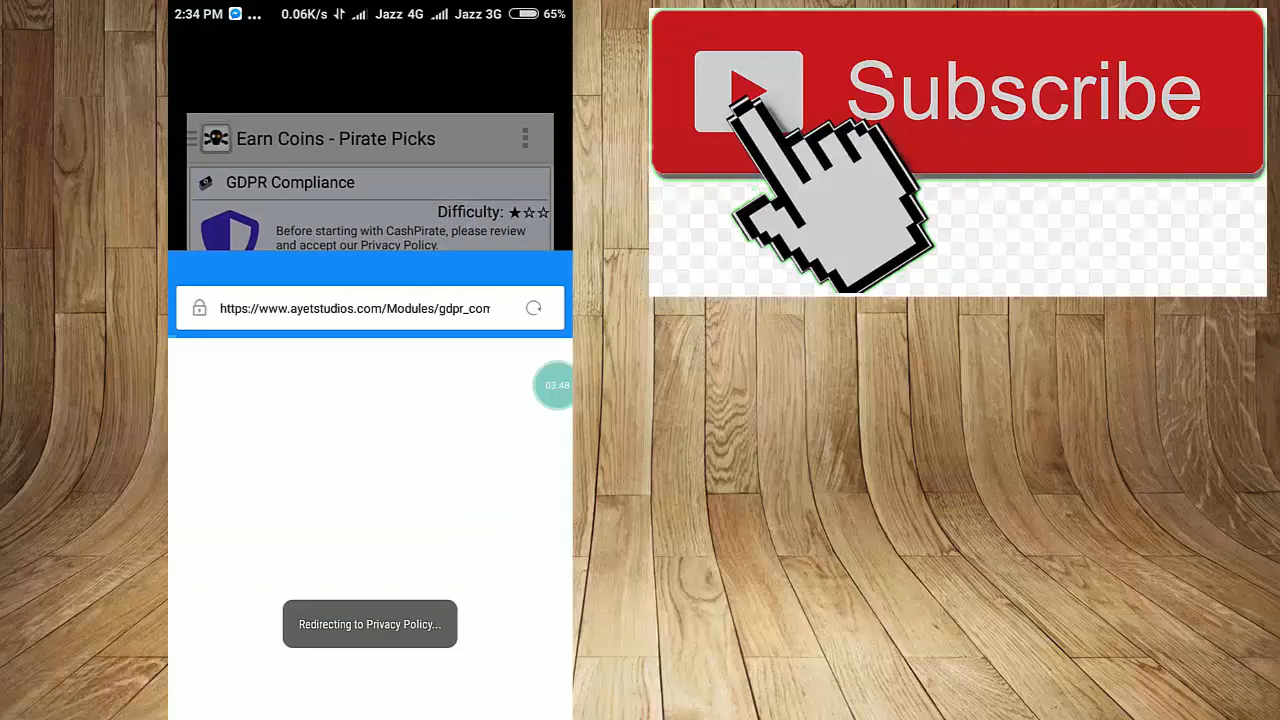 2:34 PM ... 0.06K/s Jazz 4G Jazz 3G 65%
Earn Coins - Pirate Picks
GDPR Compliance
Difficulty: ★☆☆
Before starting with CashPirate, please review
and accept our Privacy Policy.
https://www.ayetstudios.com/Modules/gdpr_com
03:48
Redirecting to Privacy Policy...
Subscribe